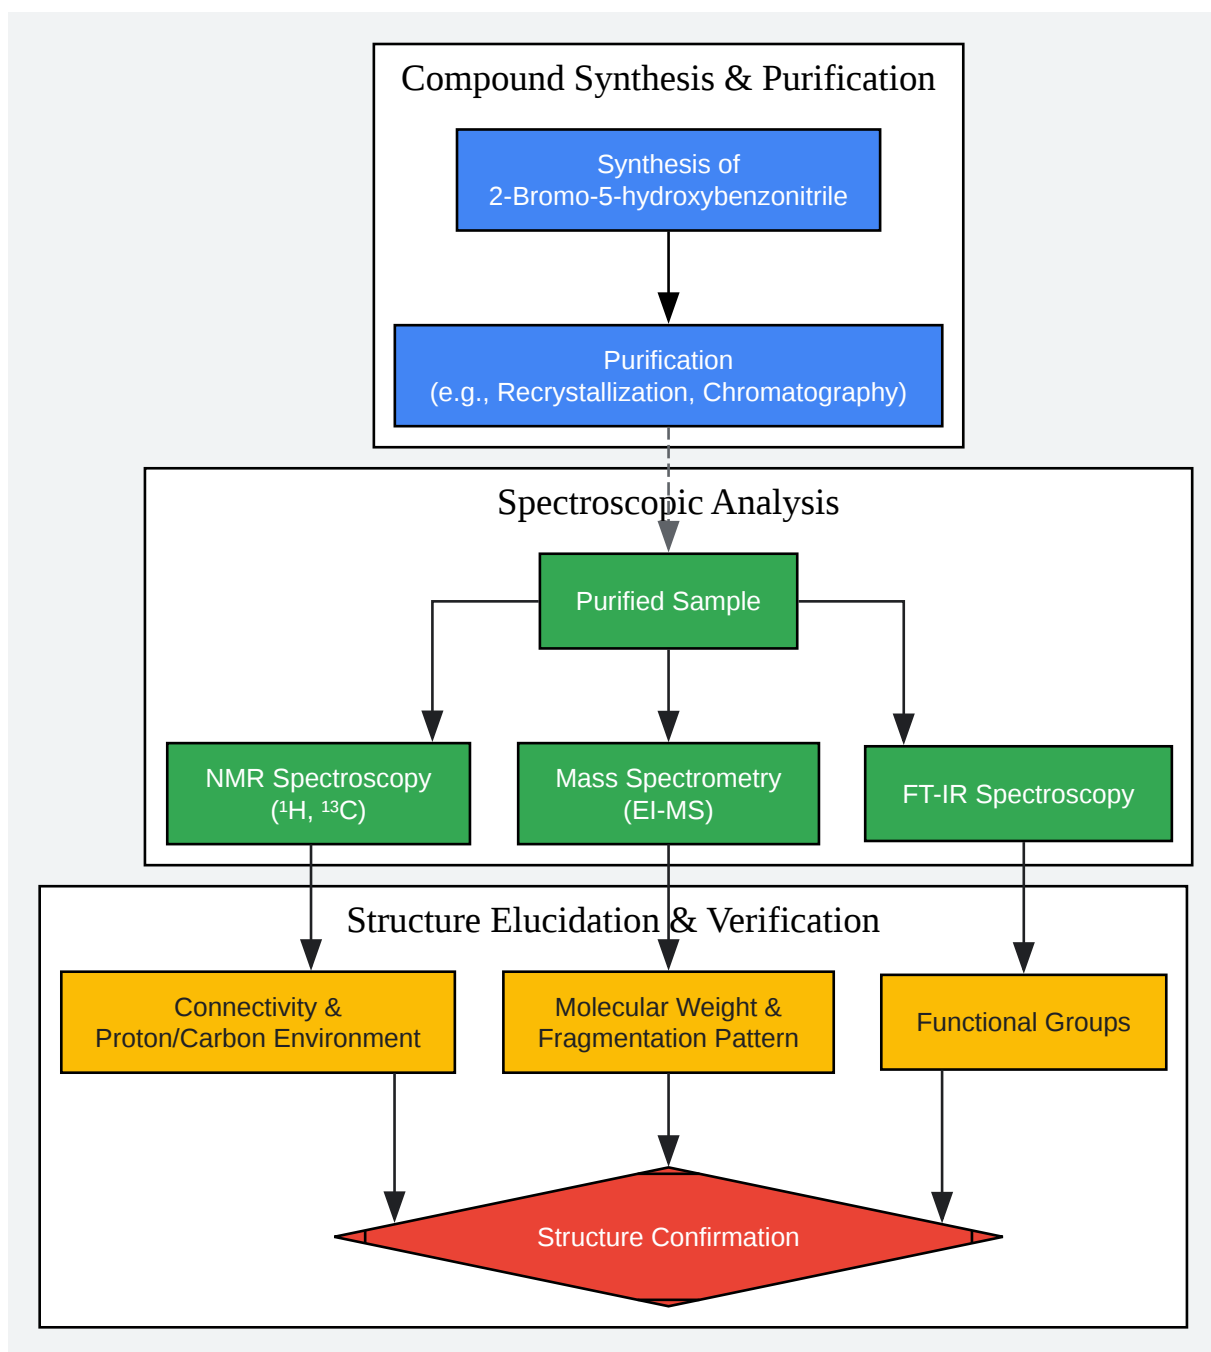 Compound Synthesis & Purification
Synthesis of
2-Bromo-5-hydroxybenzonitrile
Purification
(e.g., Recrystallization, Chromatography)
Spectroscopic Analysis
Purified Sample
NMR Spectroscopy
(¹H, ¹³C)
Mass Spectrometry
(EI-MS)
FT-IR Spectroscopy
Structure Elucidation & Verification
Connectivity &
Proton/Carbon Environment
Molecular Weight &
Fragmentation Pattern
Functional Groups
Structure Confirmation